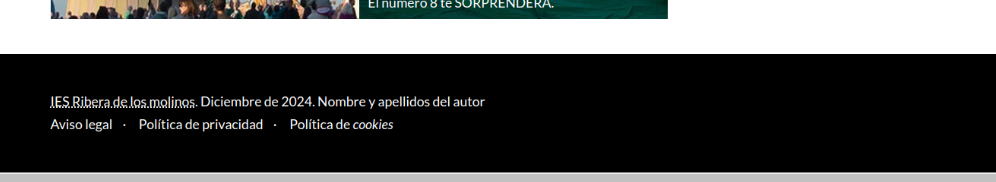 El número 8 te SORPRENDERÁ.
IES Ribera de los molinos. Diciembre de 2024. Nombre y apellidos del autor
Aviso legal · Política de privacidad · Política de cookies